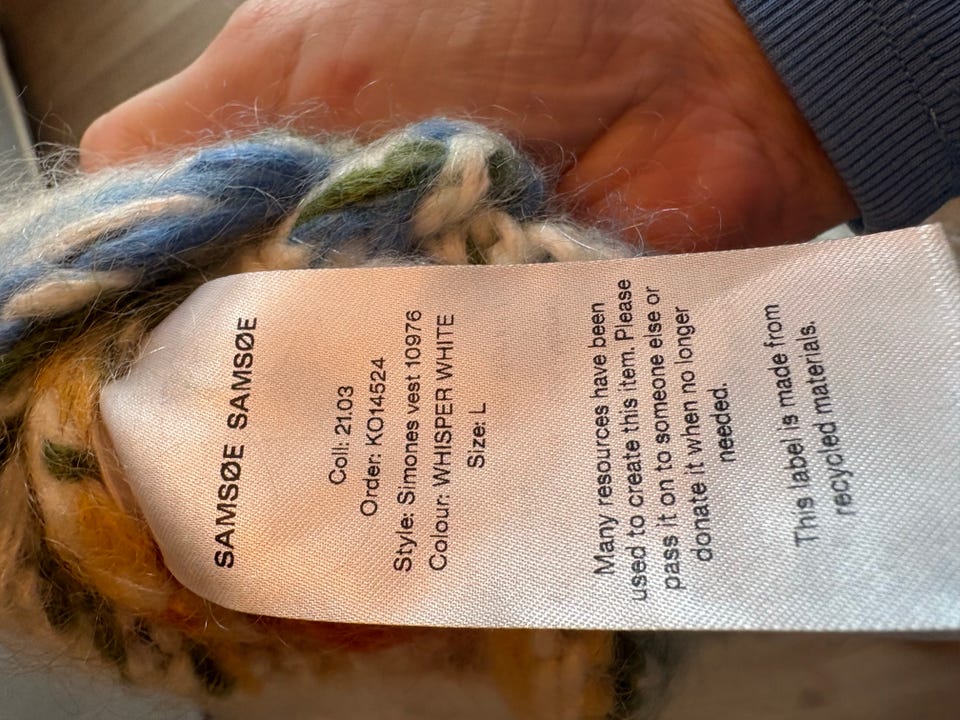 SAMSØE SAMSØE
Coll: 21.03
Order: KO14524
Style: Simones vest 10976
Colour: WHISPER WHITE
Size: L
Many resources have been
used to create this item. Please
pass it on to someone else or
donate it when no longer
needed.
This label is made from
recycled materials.